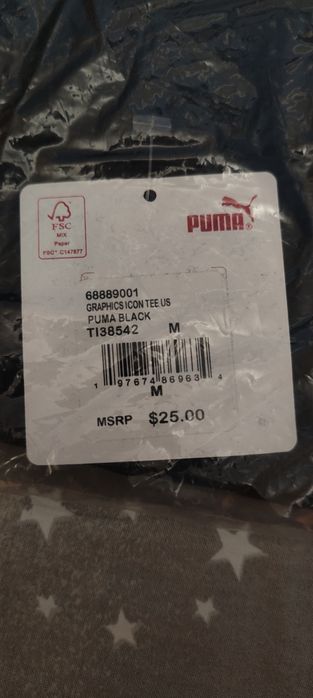 FSC
MIX
Paper
FSC® C147877
PUMA®
68889001
GRAPHICS ICON TEE US
PUMA BLACK
TI38542 M
1 97674 86963 4
M
MSRP $25.00